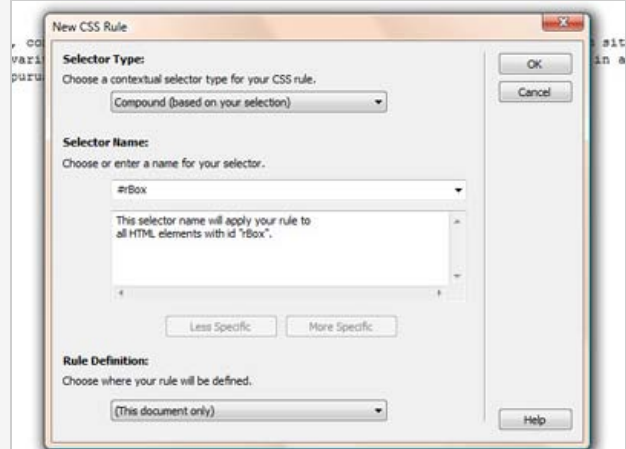 New CSS Rule
Selector Type:
Choose a contextual selector type for your CSS rule.
Compound (based on your selection)
OK
Cancel
Selector Name:
Choose or enter a name for your selector.
#rBox
This selector name will apply your rule to
all HTML elements with id "rBox".
Less Specific
More Specific
Rule Definition:
Choose where your rule will be defined.
(This document only)
Help